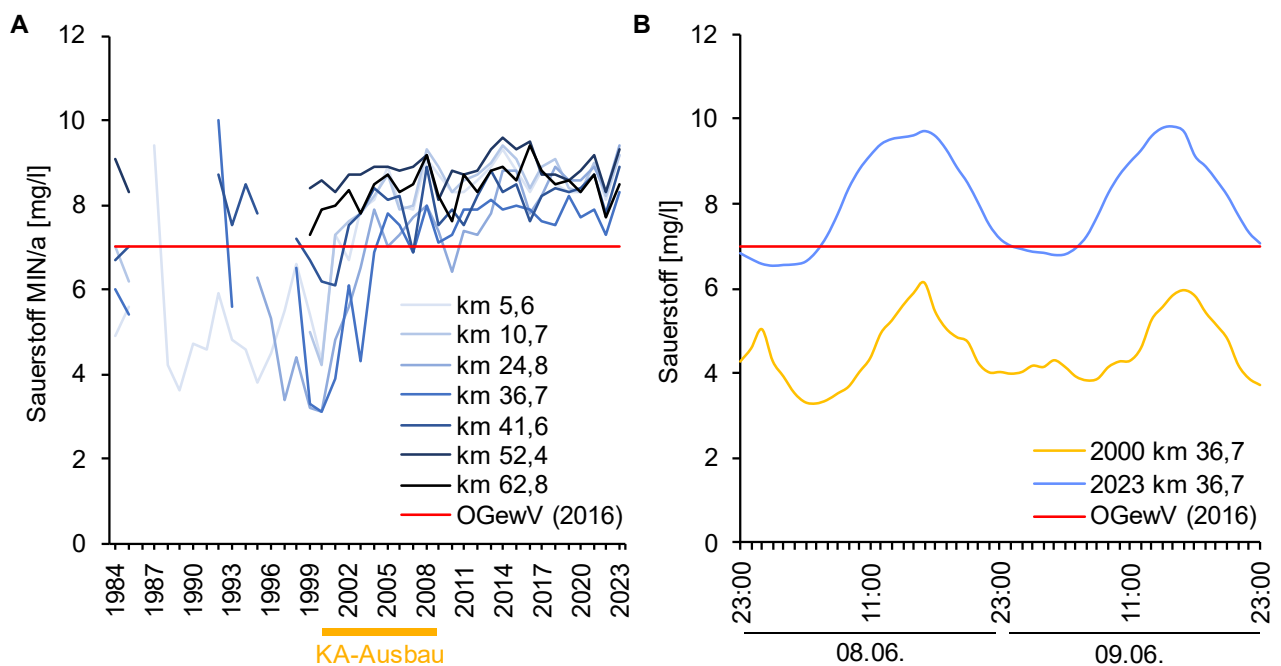 A
Sauerstoff MIN/a [mg/l]
12
10
8
6
4
2
0
1984
1987
1990
1993
1996
1999
2002
2005
2008
2011
2014
2017
2020
2023
KA-Ausbau
km 5,6
km 10,7
km 24,8
km 36,7
km 41,6
km 52,4
km 62,8
OGewV (2016)
B
Sauerstoff [mg/l]
12
10
8
6
4
2
0
23:00
11:00
23:00
11:00
23:00
08.06.
09.06.
2000 km 36,7
2023 km 36,7
OGewV (2016)